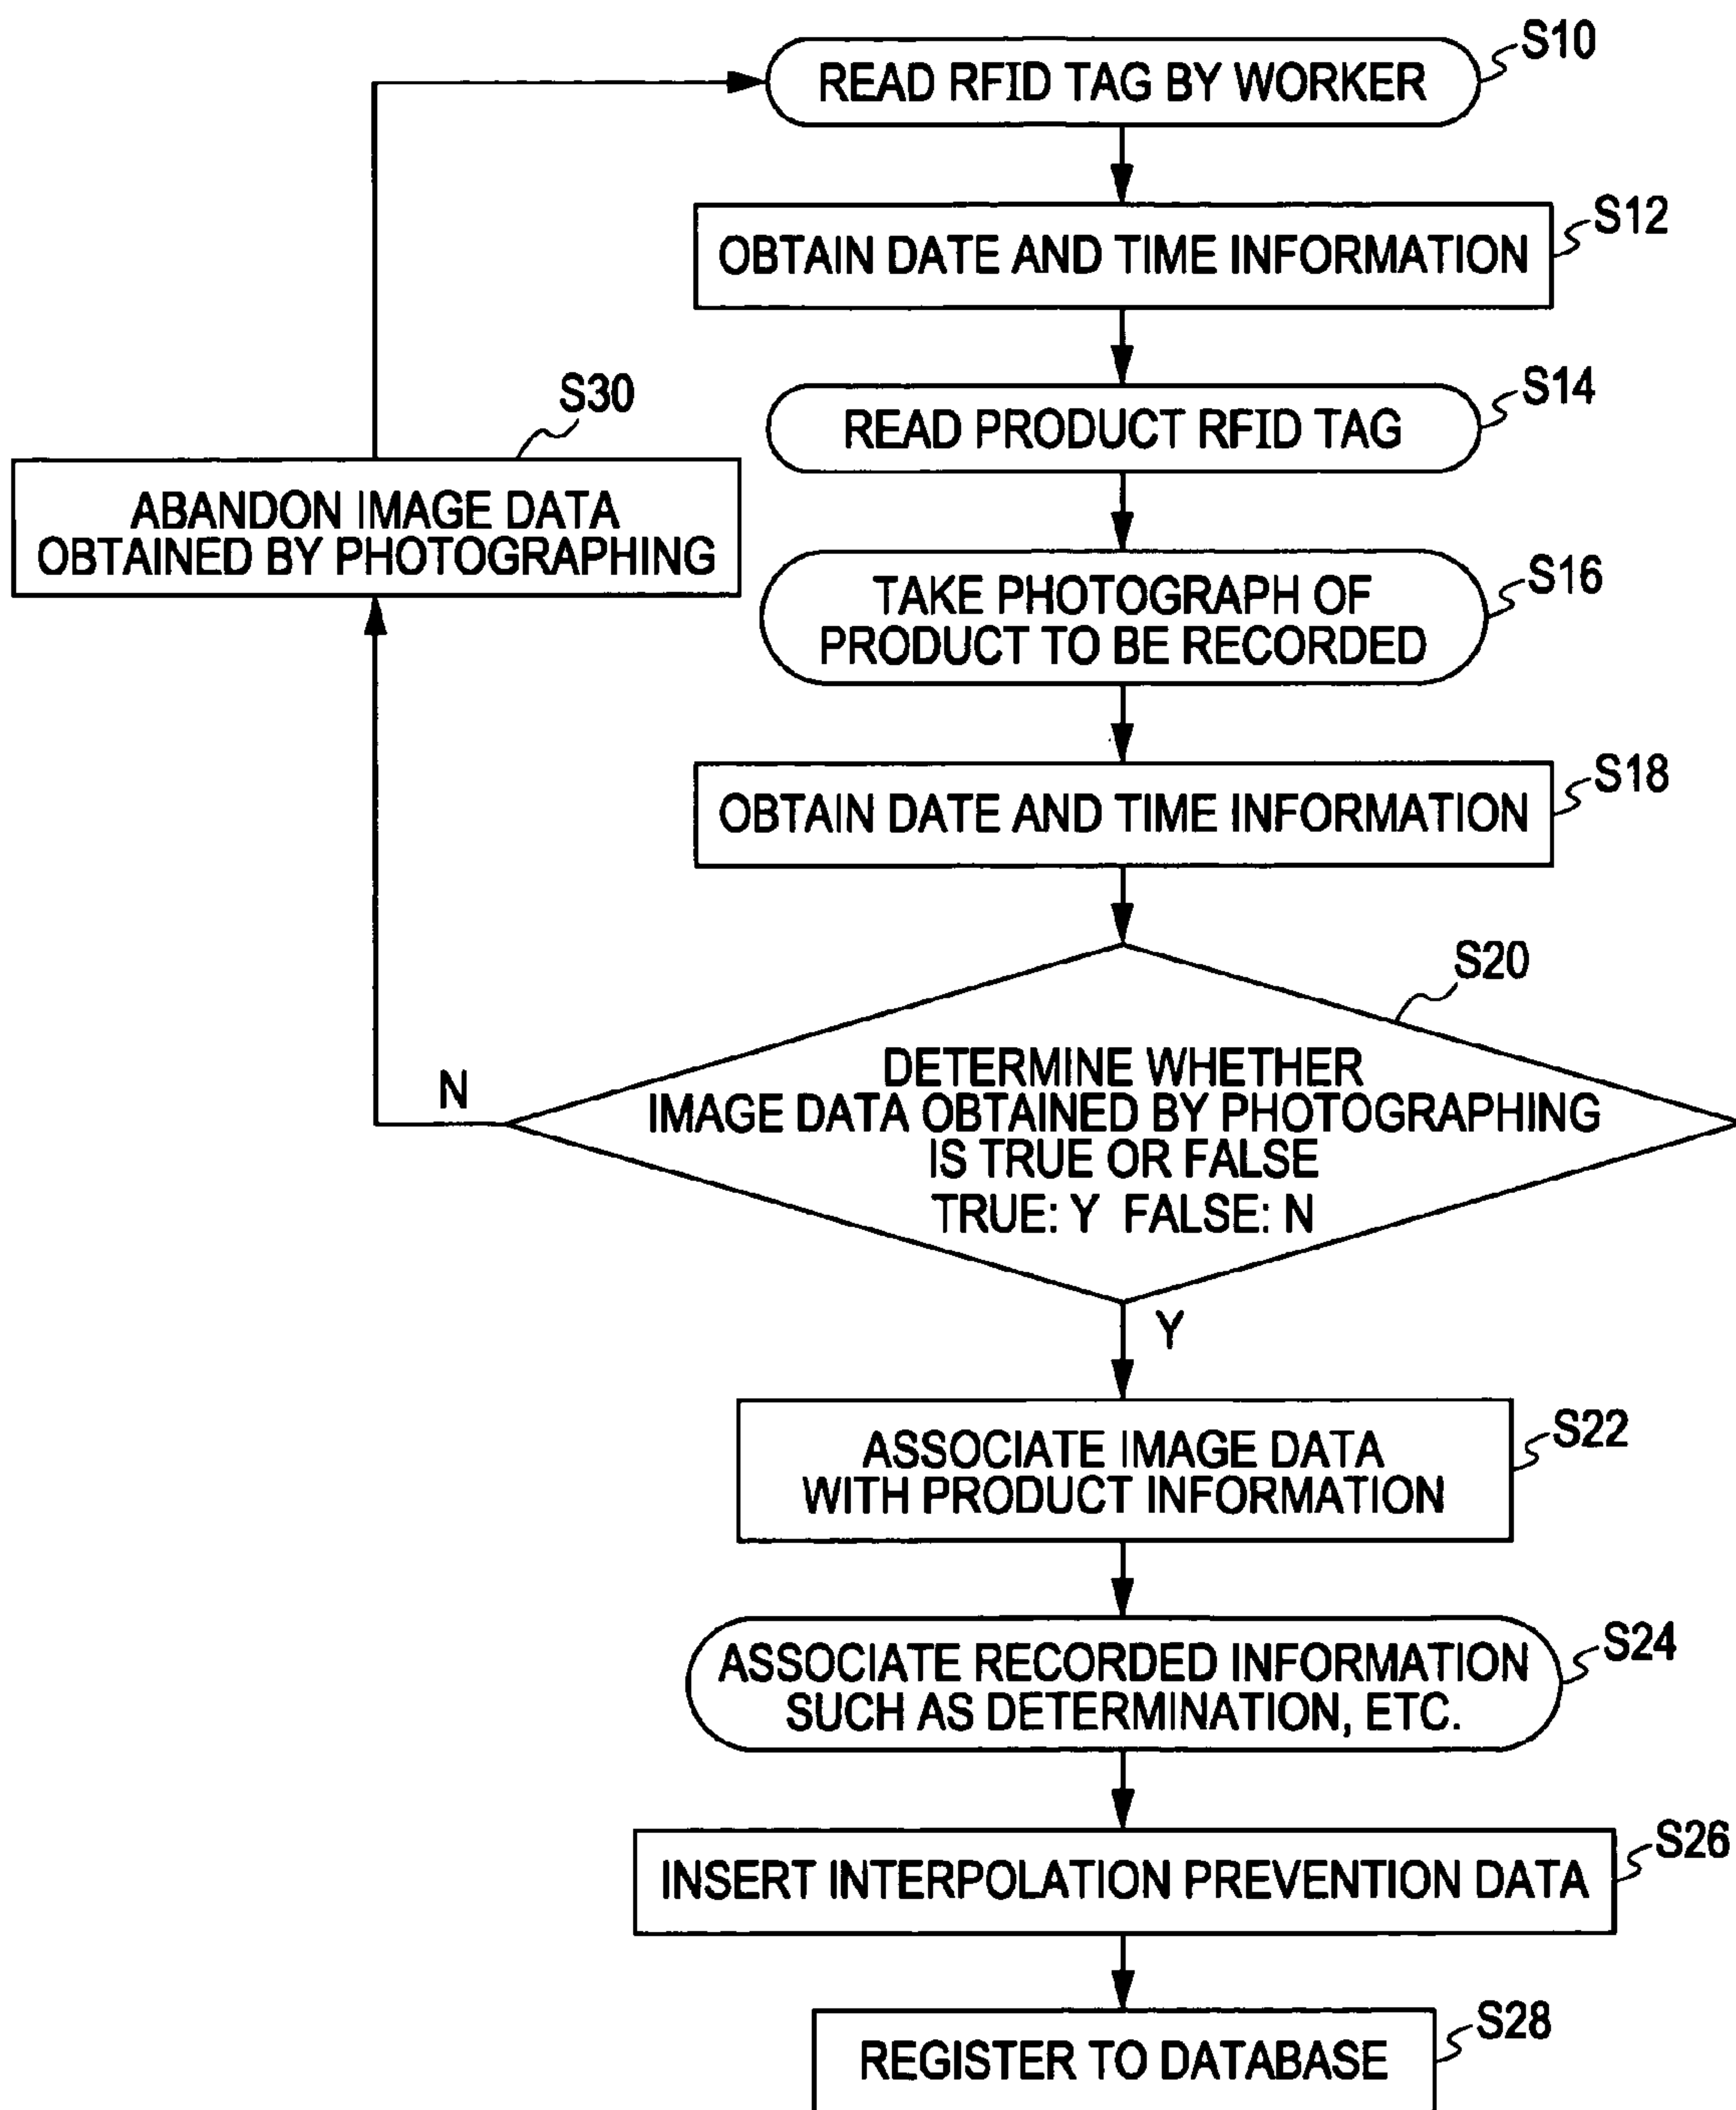 READ RFID TAG BY WORKER
S10
OBTAIN DATE AND TIME INFORMATION
S12
READ PRODUCT RFID TAG
S14
S30
ABANDON IMAGE DATA
OBTAINED BY PHOTOGRAPHING
TAKE PHOTOGRAPH OF
PRODUCT TO BE RECORDED
S16
OBTAIN DATE AND TIME INFORMATION
S18
S20
DETERMINE WHETHER
IMAGE DATA OBTAINED BY PHOTOGRAPHING
IS TRUE OR FALSE
TRUE: Y FALSE: N
N
Y
ASSOCIATE IMAGE DATA
WITH PRODUCT INFORMATION
S22
ASSOCIATE RECORDED INFORMATION
SUCH AS DETERMINATION, ETC.
S24
INSERT INTERPOLATION PREVENTION DATA
S26
REGISTER TO DATABASE
S28